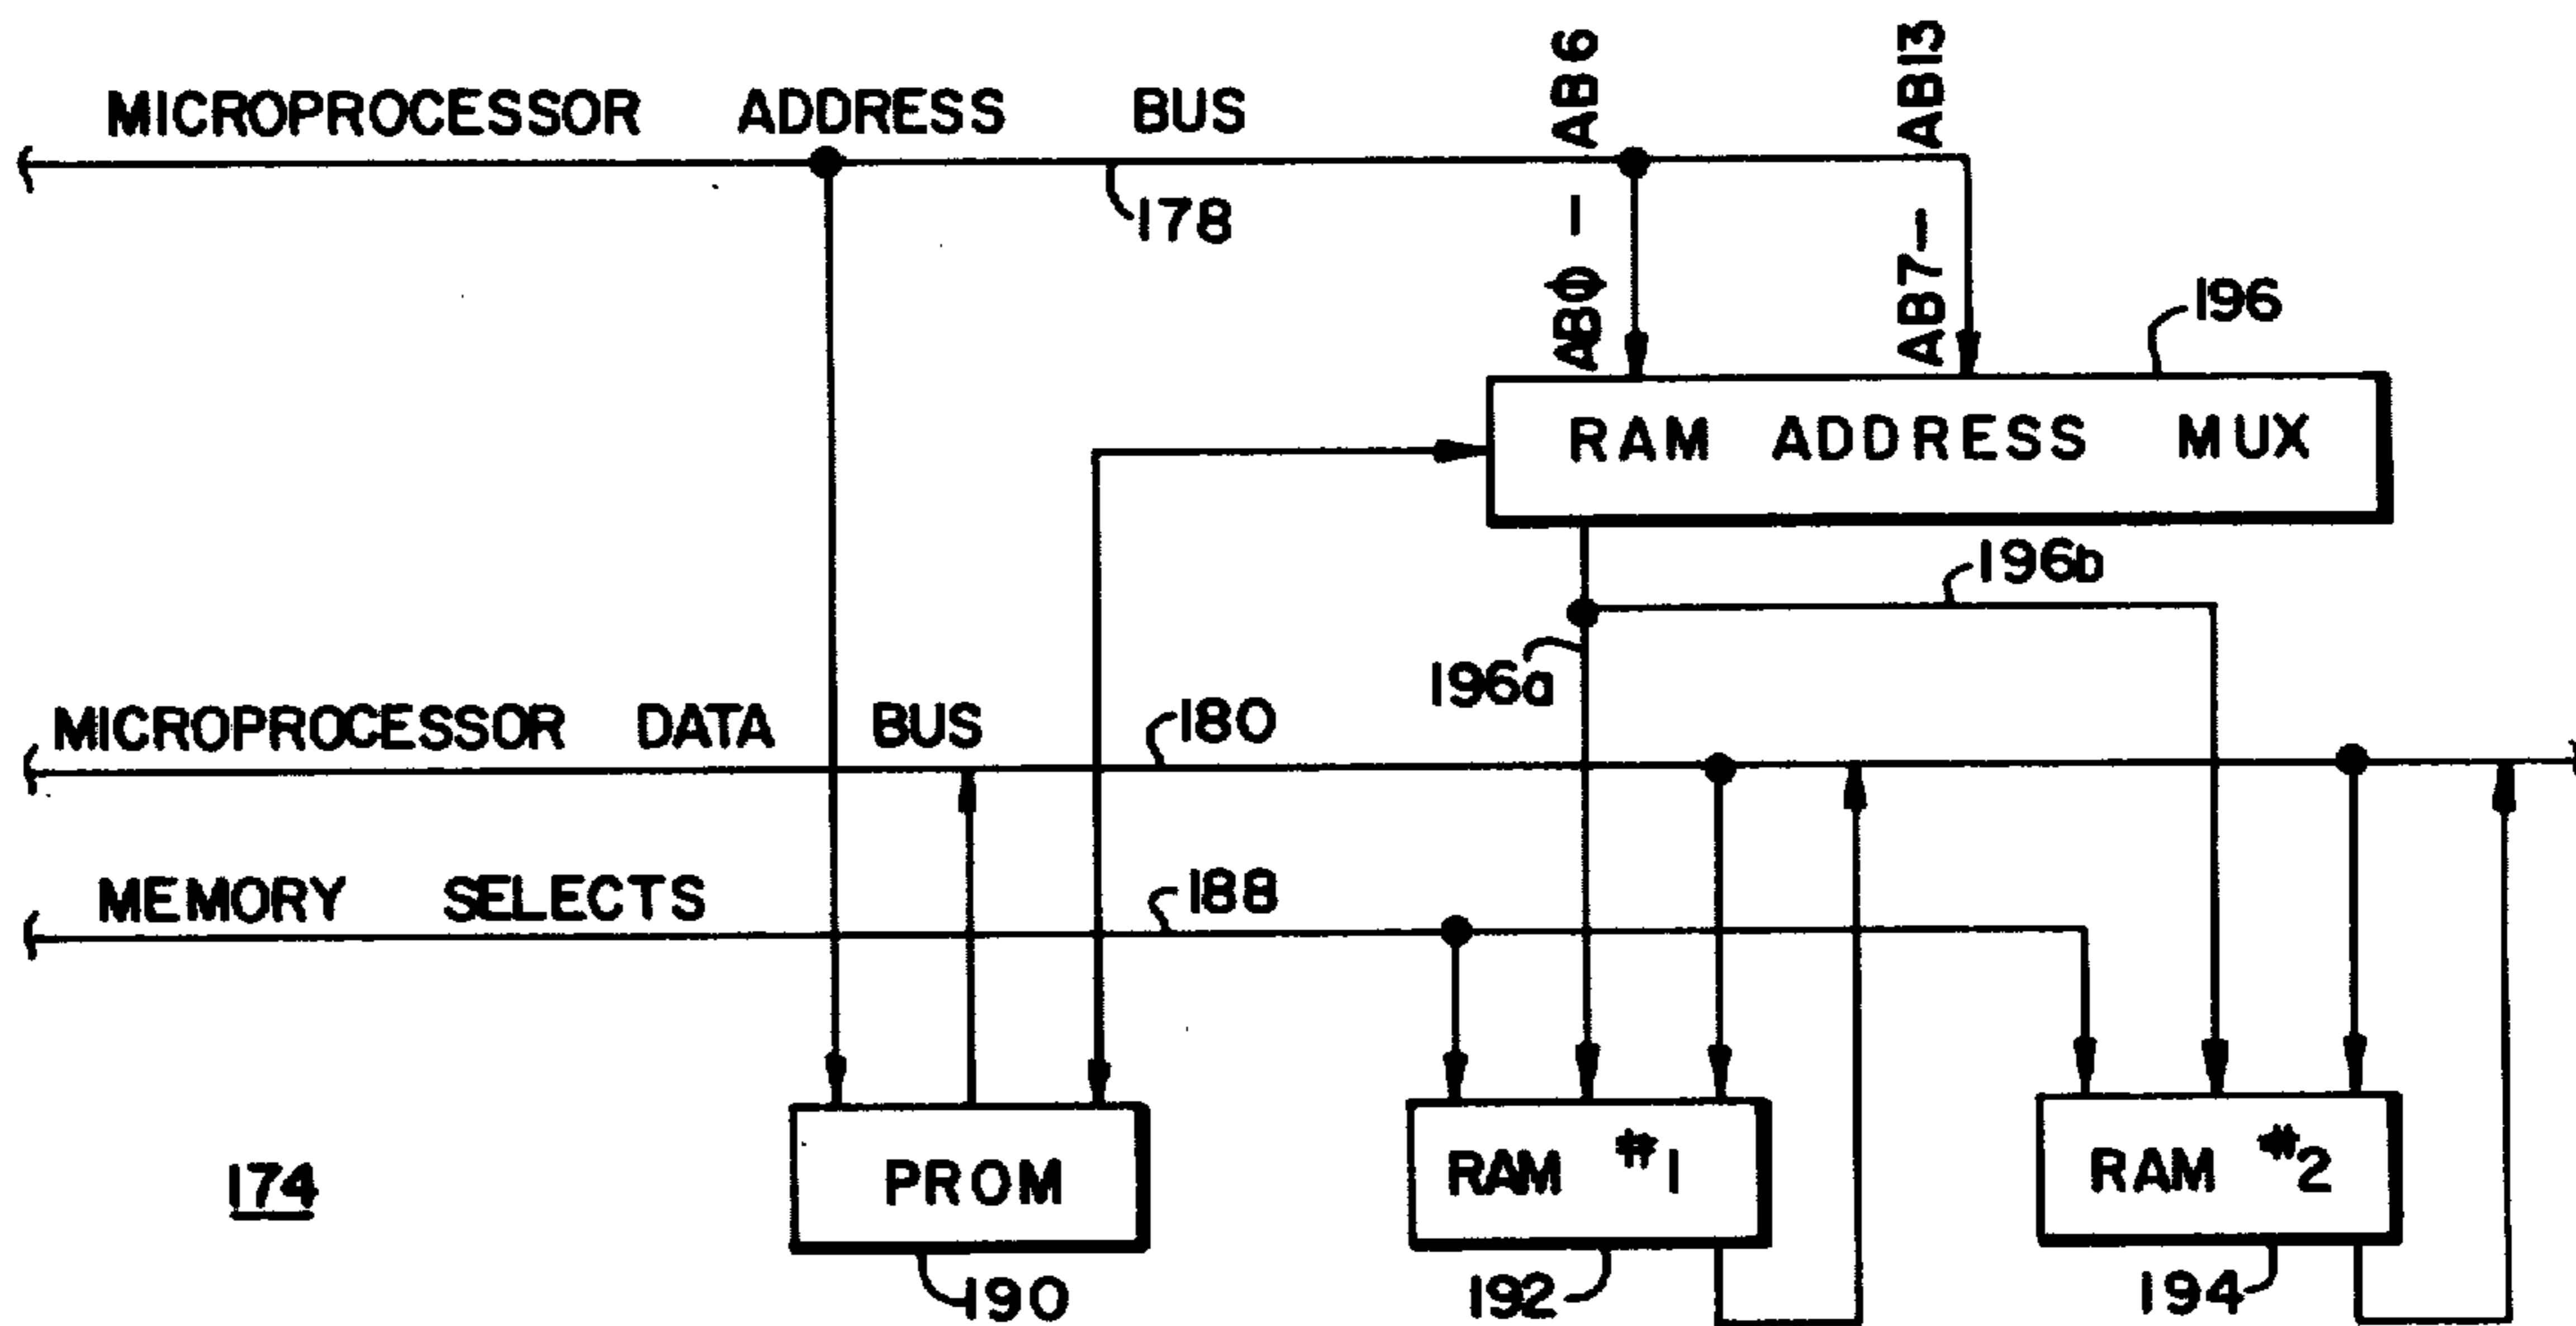 MICROPROCESSOR ADDRESS BUS
178
ABΦ - AB6
AB7- AB13
196
RAM ADDRESS MUX
196b
196a
MICROPROCESSOR DATA BUS
180
MEMORY SELECTS
188
PROM
RAM #1
RAM #2
174
190
192
194